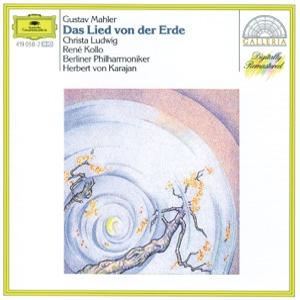 Gustav Mahler
Das Lied von der Erde
Christa Ludwig
René Kollo
Berliner Philharmoniker
Herbert von Karajan
GALLERIA
Digitally
Remastered